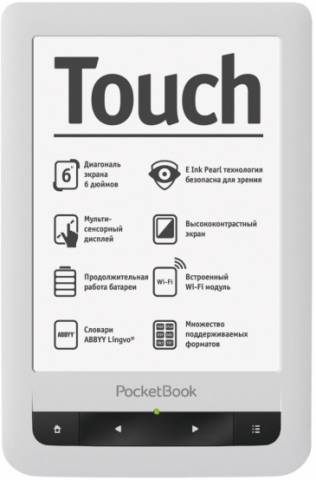 Touch
6"
Диагональ
экрана
6 дюймов
E Ink Pearl технология
безопасна для зрения
Мульти-
сенсорный
дисплей
Высококонтрастный
экран
Продолжительная
работа батареи
Wi-Fi
Встроенный
Wi-Fi модуль
ABBYY
Словари
ABBYY Lingvo®
Множество
поддерживаемых
форматов
PocketBook